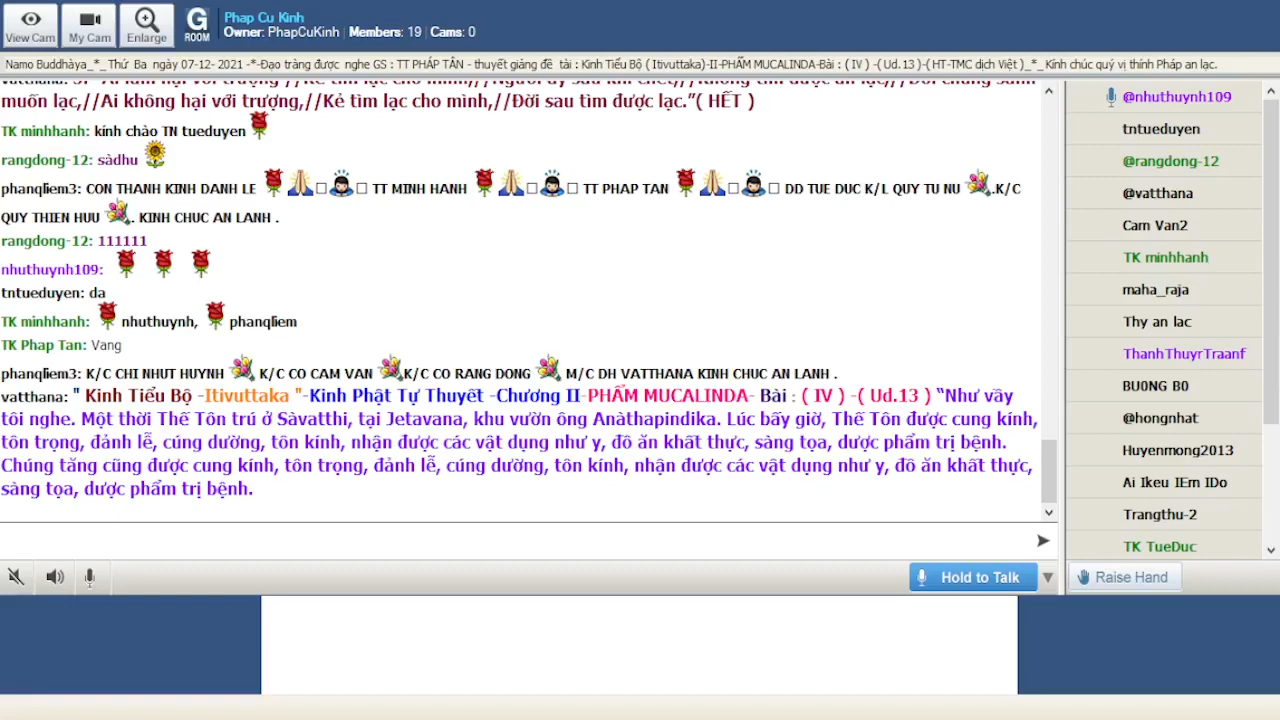 View Cam
My Cam
Enlarge
G ROOM
Phap Cu Kinh
Owner: PhapCuKinh | Members: 19 | Cams: 0
Namo Buddhàya_*_Thứ Ba ngày 07-12- 2021 -*-Đạo tràng được nghe GS : TT PHÁP TÂN - thuyết giảng đề tài : Kinh Tiểu Bộ ( Itivuttaka)-II-PHẨM MUCALINDA-Bài : ( IV ) -( Ud.13 )-( HT-TMC dịch Việt )_*_Kính chúc quý vị thính Pháp an lạc.
muốn lạc,//Ai không hại với trượng,//Kẻ tìm lạc cho mình,//Đời sau tìm được lạc.”( HẾT )
TK minhhanh: kính chào TN tueduyen
rangdong-12: sàdhu
phanqliem3: CON THANH KINH DANH LE TT MINH HANH TT PHAP TAN DD TUE DUC K/L QUY TU NU .K/C
QUY THIEN HUU . KINH CHUC AN LANH .
rangdong-12: 111111
nhuthuynh109:
tntueduyen: da
TK minhhanh: nhuthuynh, phanqliem
TK Phap Tan: Vang
phanqliem3: K/C CHI NHUT HUYNH K/C CO CAM VAN K/C CO RANG DONG M/C DH VATTHANA KINH CHUC AN LANH .
vatthana: " Kinh Tiểu Bộ -Itivuttaka "-Kinh Phật Tự Thuyết -Chương II-PHẨM MUCALINDA- Bài : ( IV ) -( Ud.13 ) “Như vầy
tôi nghe. Một thời Thế Tôn trú ở Sàvatthi, tại Jetavana, khu vườn ông Anàthapindika. Lúc bấy giờ, Thế Tôn được cung kính,
tôn trọng, đảnh lễ, cúng dường, tôn kính, nhận được các vật dụng như y, đồ ăn khất thực, sàng tọa, dược phẩm trị bệnh.
Chúng tăng cũng được cung kính, tôn trọng, đảnh lễ, cúng dường, tôn kính, nhận được các vật dụng như y, đồ ăn khất thực,
sàng tọa, dược phẩm trị bệnh.
@nhuthuynh109
tntueduyen
@rangdong-12
@vatthana
Cam Van2
TK minhhanh
maha_raja
Thy an lac
ThanhThuyrTraanf
BU0NG B0
@hongnhat
Huyenmong2013
Ai Ikeu IEm IDo
Trangthu-2
TK TueDuc
Hold to Talk
Raise Hand